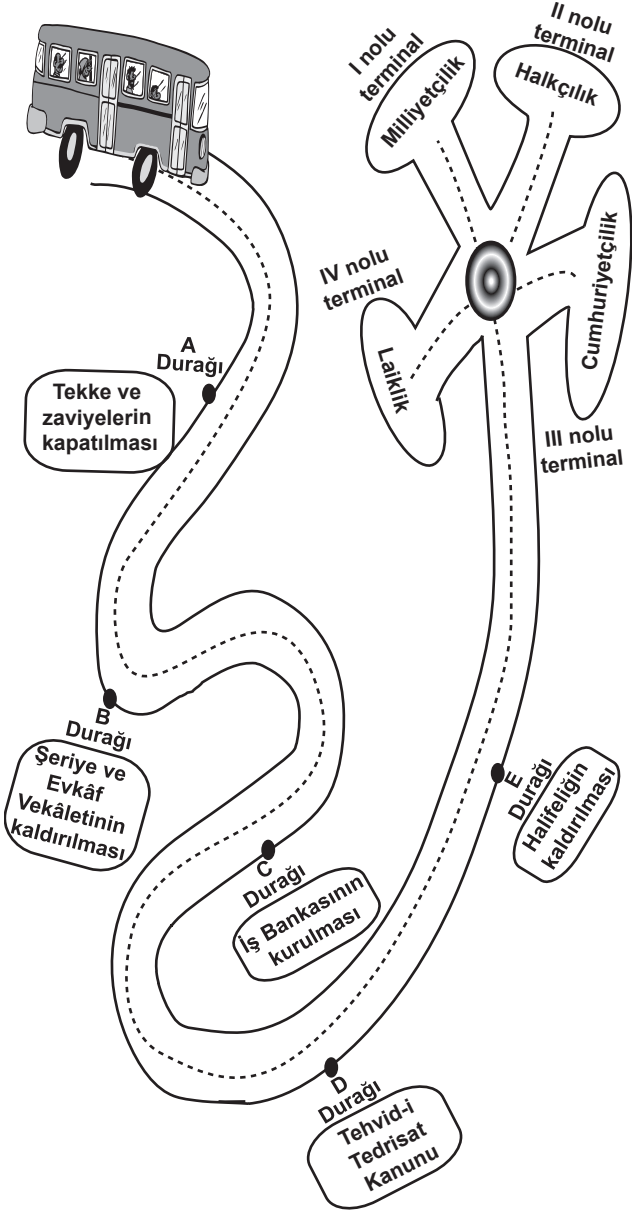 I nolu
terminal
Milliyetçilik
II nolu
terminal
Halkçılık
IV nolu
terminal
Laiklik
Cumhuriyetçilik
III nolu
terminal
A
Durağı
Tekke ve
zaviyelerin
kapatılması
B
Durağı
Şeriye ve
Evkâf
Vekâletinin
kaldırılması
C
Durağı
İş Bankasının
kurulması
E
Durağı
Halifeliğin
kaldırılması
D
Durağı
Tehvid-i
Tedrisat
Kanunu